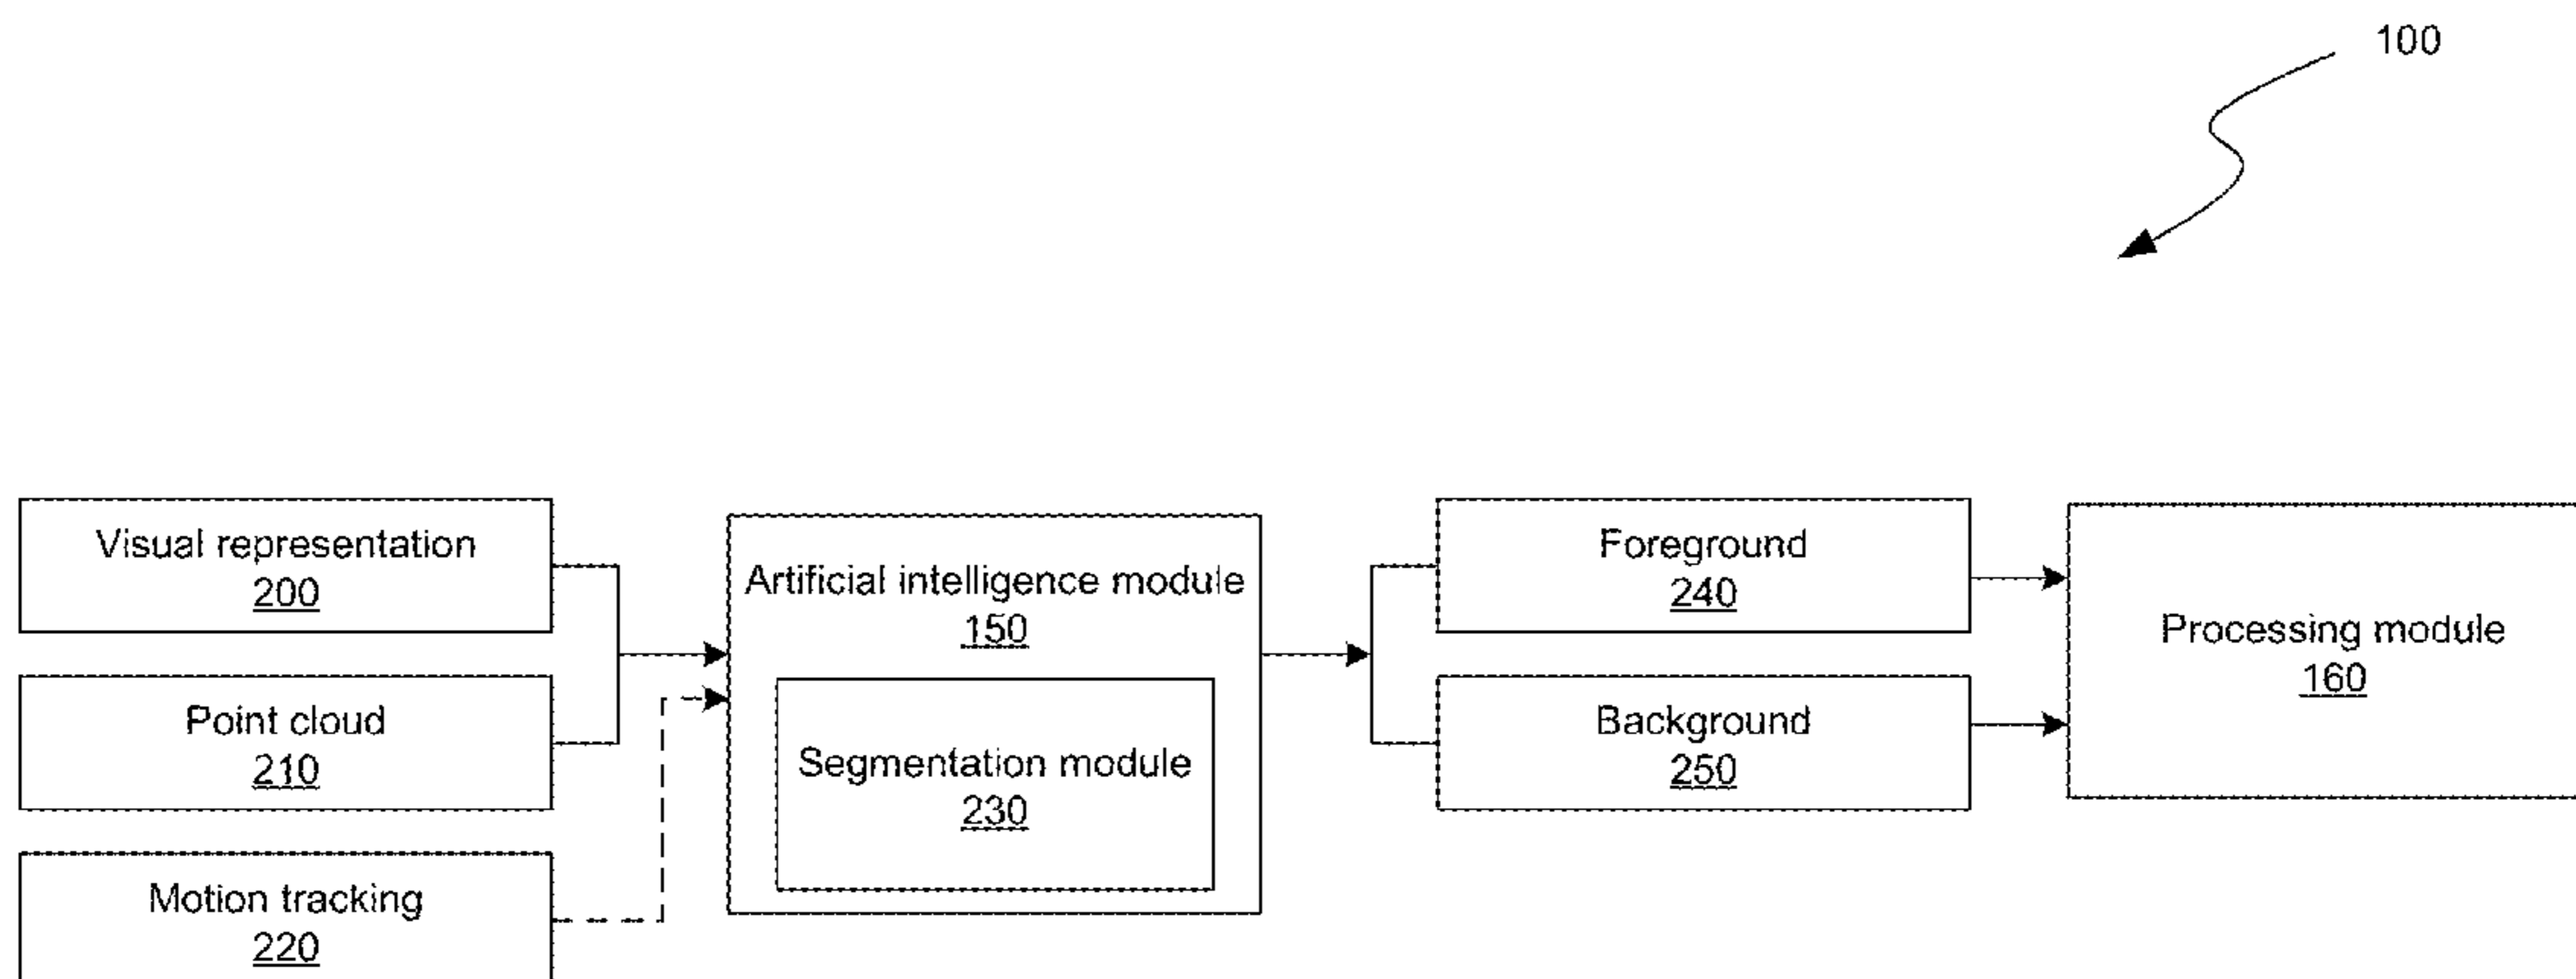 100
Visual representation
200
Point cloud
210
Motion tracking
220
Artificial intelligence module
150
Segmentation module
230
Foreground
240
Background
250
Processing module
160